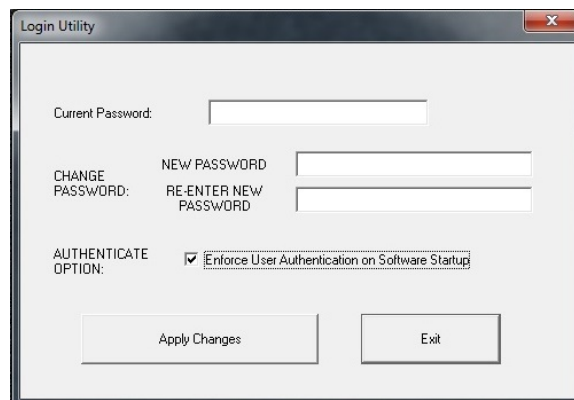 Login Utility
Current Password:
CHANGE
PASSWORD:
NEW PASSWORD
RE-ENTER NEW
PASSWORD
AUTHENTICATE
OPTION:
Enforce User Authentication on Software Startup
Apply Changes
Exit